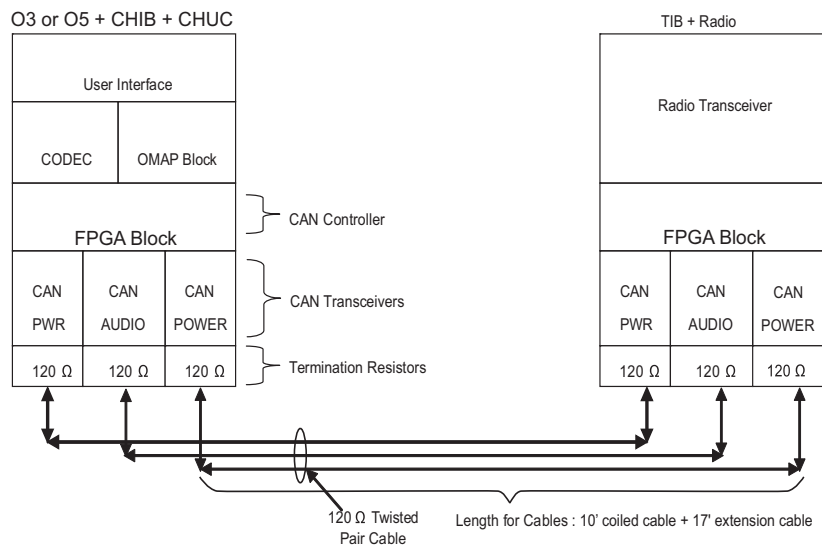 O3 or O5 + CHIB + CHUC
TIB + Radio
User Interface
Radio Transceiver
CODEC
OMAP Block
CAN Controller
FPGA Block
FPGA Block
CAN
PWR
CAN
AUDIO
CAN
POWER
CAN Transceivers
CAN
PWR
CAN
AUDIO
CAN
POWER
120 Ω
120 Ω
120 Ω
Termination Resistors
120 Ω
120 Ω
120 Ω
120 Ω Twisted
Pair Cable
Length for Cables : 10’ coiled cable + 17' extension cable